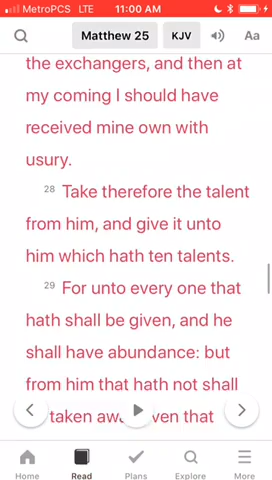 MetroPCS LTE 11:00 AM
Matthew 25 KJV Aa
the exchangers, and then at
my coming I should have
received mine own with
usury.
28 Take therefore the talent
from him, and give it unto
him which hath ten talents.
29 For unto every one that
hath shall be given, and he
shall have abundance: but
from him that hath not shall
taken away even that
Home Read Plans Explore More